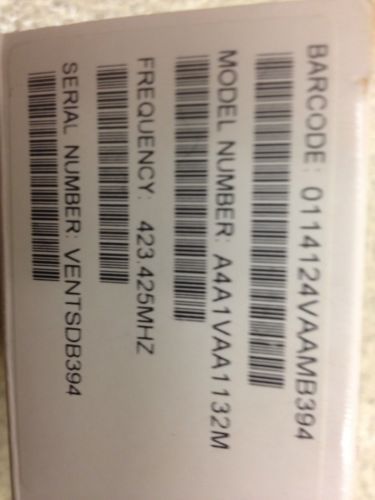 BARCODE: 0114124VAAMB394
MODEL NUMBER: A4A1VAA1132M
FREQUENCY: 423.425MHZ
SERIAL NUMBER: VENTSDB394